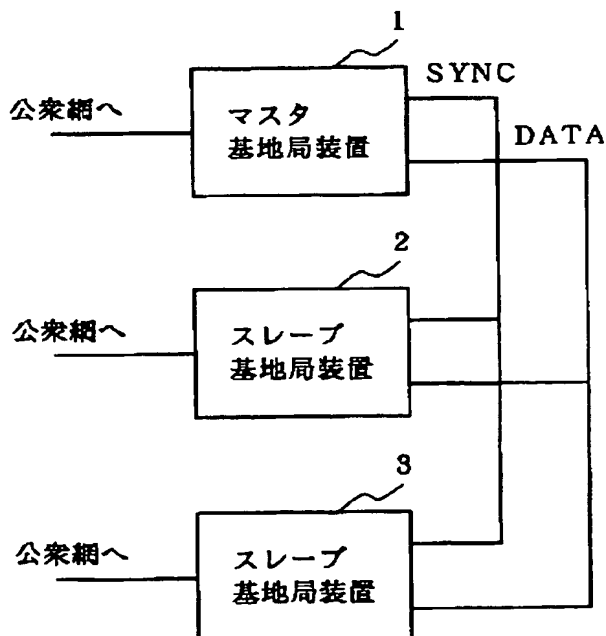 1
SYNC
公衆網へ
マスタ
基地局装置
DATA
2
公衆網へ
スレーブ
基地局装置
3
公衆網へ
スレーブ
基地局装置